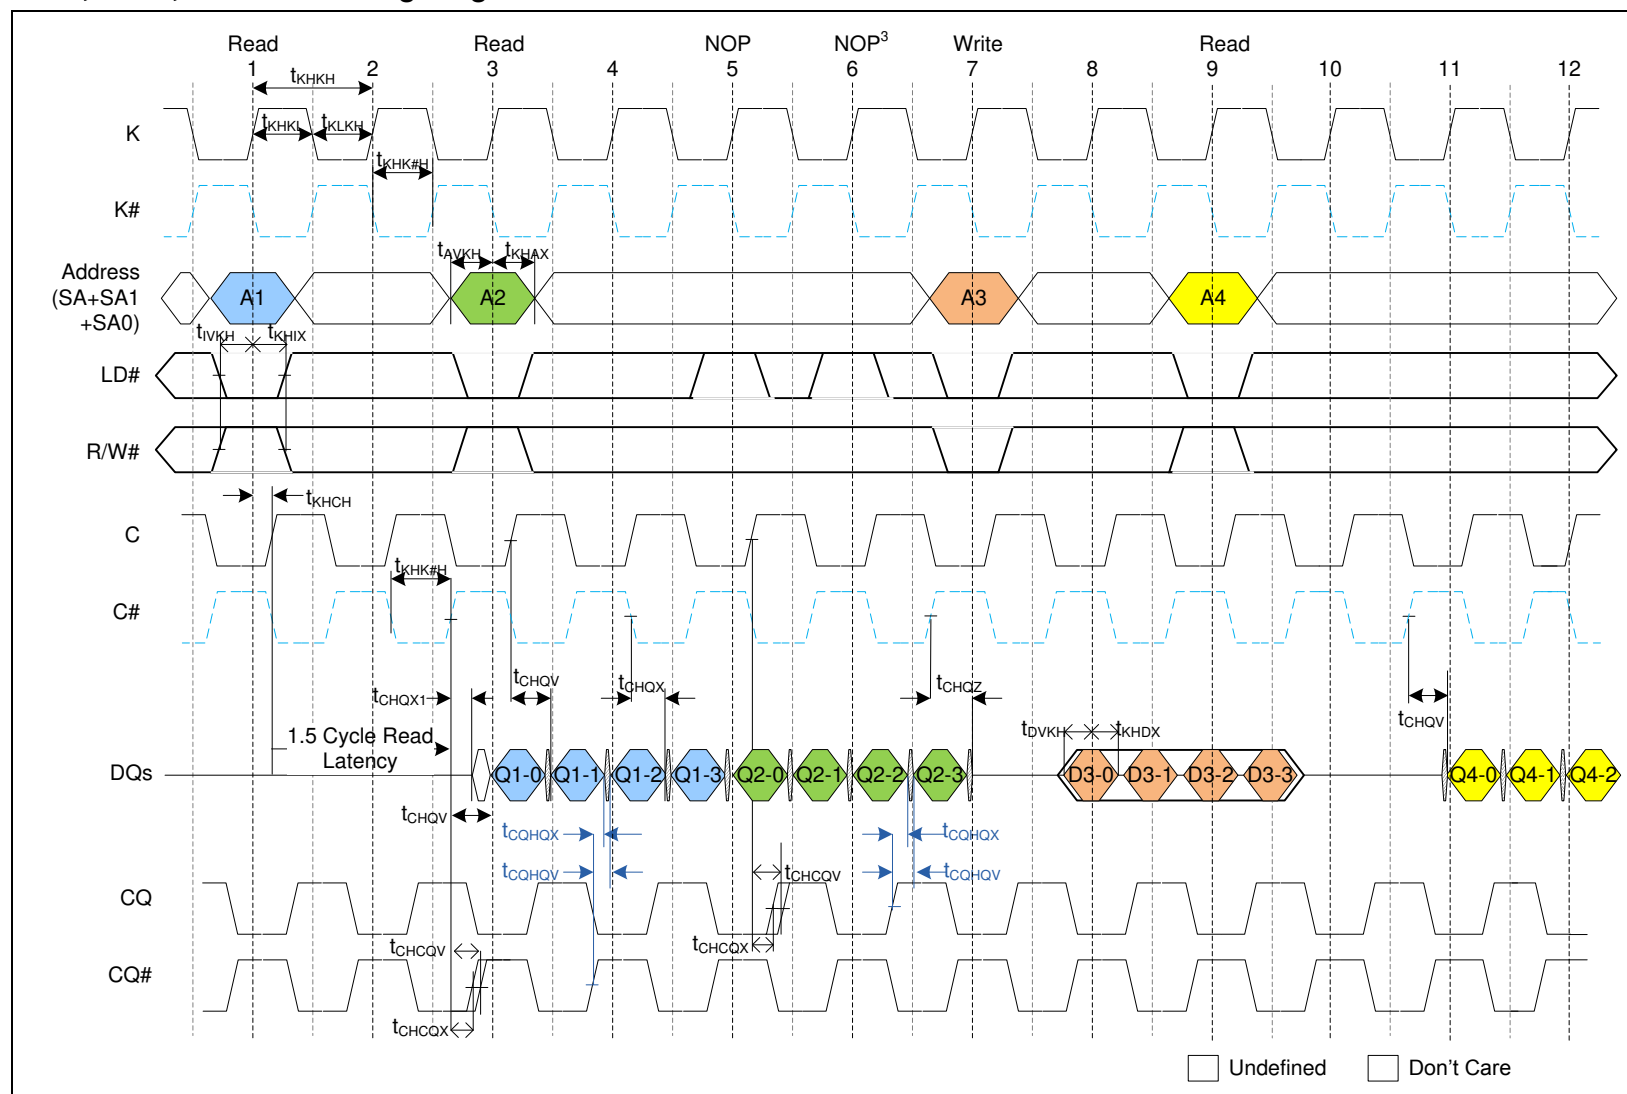 Read Read NOP NOP3 Write Read
1 2 3 4 5 6 7 8 9 10 11 12
tKHKH
K
tKHKL tKLKH
tKHK#H
K#
tAVKH tKHAX
Address
(SA+SA1
+SA0)
A1 A2 A3 A4
tIVKH tKHIX
LD#
R/W#
tKHCH
C
tKHK#H
C#
tCHQX1 tCHQV tCHQX tCHQZ tCHQV
1.5 Cycle Read
Latency
tDVKH tKHDX
DQs
Q1-0 Q1-1 Q1-2 Q1-3 Q2-0 Q2-1 Q2-2 Q2-3 D3-0 D3-1 D3-2 D3-3 Q4-0 Q4-1 Q4-2
tCHQV
tCQHQX tCQHQX
tCQHQV tCHCQV tCQHQV
CQ
tCHCQV tCHCQX
CQ#
tCHCQX
Undefined Don't Care